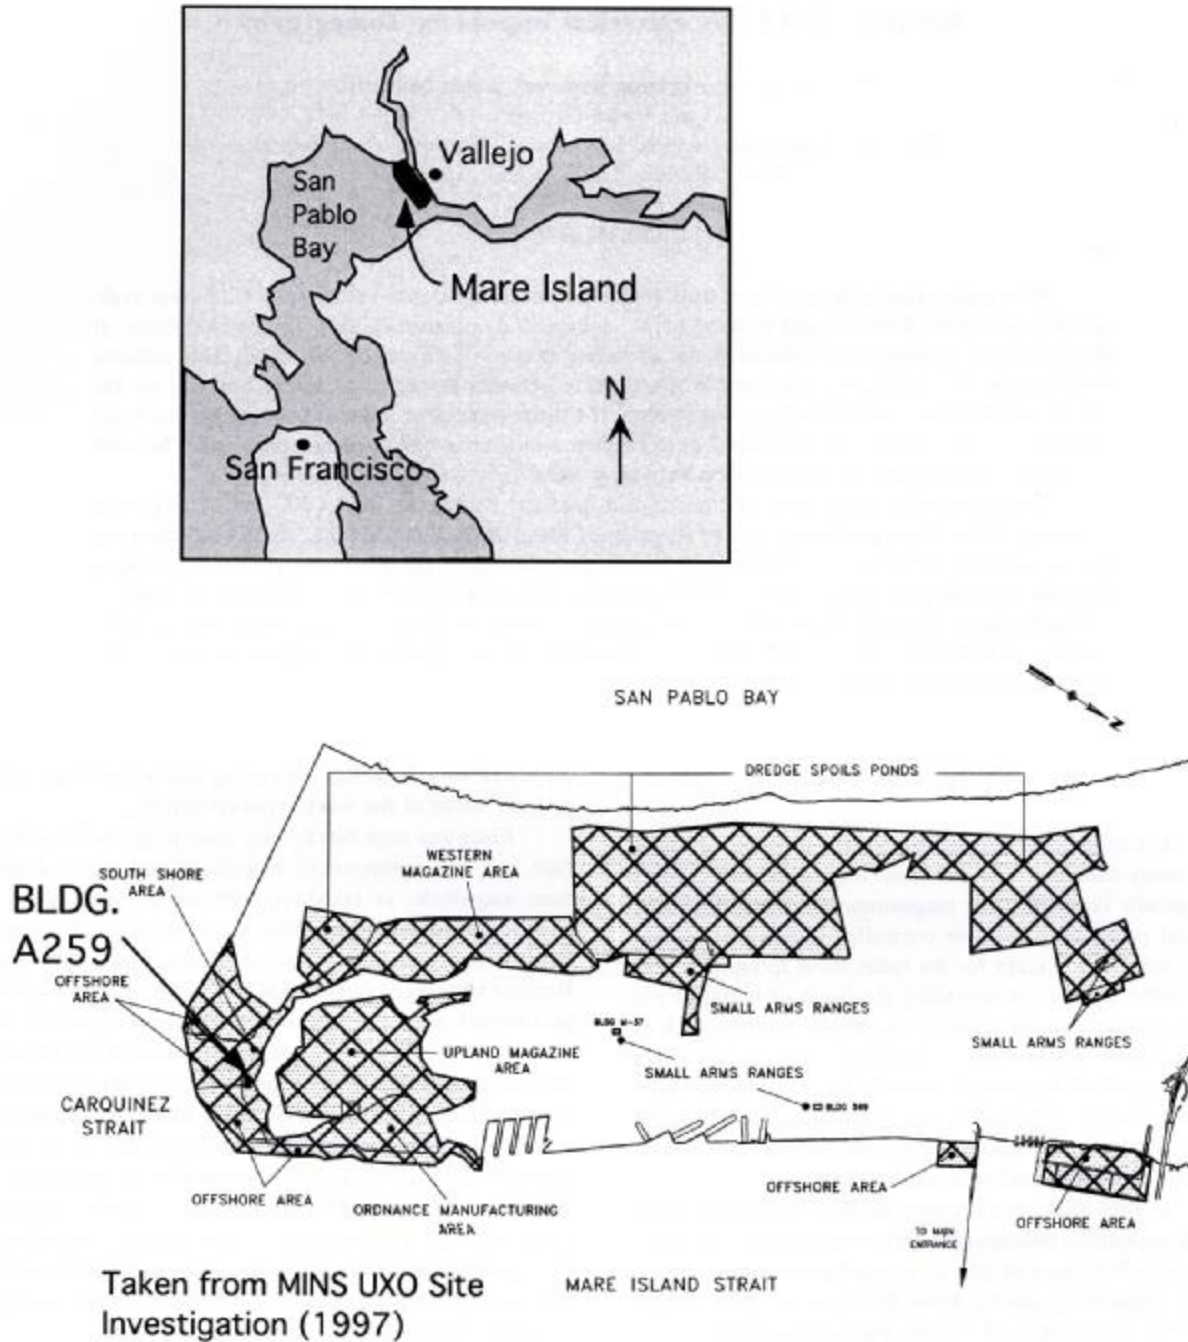 Vallejo
San
Pablo
Bay
Mare Island
N
San Francisco
SAN PABLO BAY
N
DREDGE SPOILS PONDS
WESTERN
MAGAZINE AREA
SOUTH SHORE
AREA
BLDG.
A259
OFFSHORE
AREA
SMALL ARMS RANGES
SMALL ARMS RANGES
UPLAND MAGAZINE
AREA
SMALL ARMS RANGES
CARQUINEZ
STRAIT
OFFSHORE AREA
OFFSHORE AREA
ORDNANCE MANUFACTURING
AREA
OFFSHORE AREA
TO MAIN
ENTRANCE
MARE ISLAND STRAIT
Taken from MINS UXO Site
Investigation (1997)